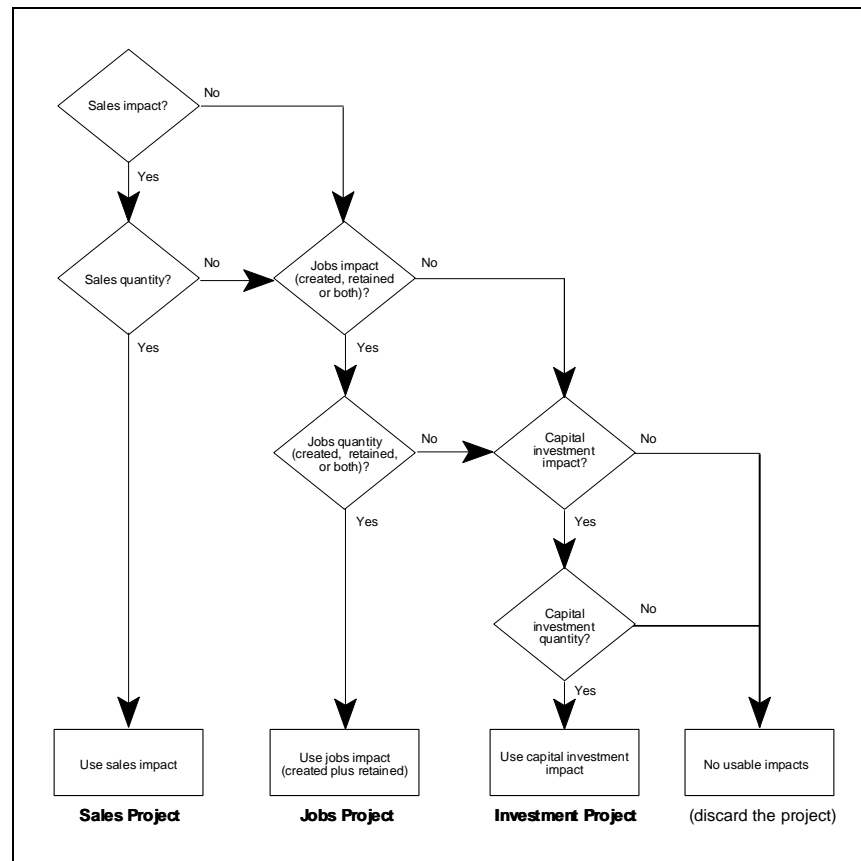 Sales impact?
No
Yes
Sales quantity?
No
Jobs impact
(created, retained
or both)?
No
Yes
Yes
Jobs quantity
(created, retained,
or both)?
No
Capital
investment
impact?
No
Yes
Yes
Capital
investment
quantity?
No
Yes
Use sales impact
Use jobs impact
(created plus retained)
Use capital investment
impact
No usable impacts
Sales Project
Jobs Project
Investment Project
(discard the project)